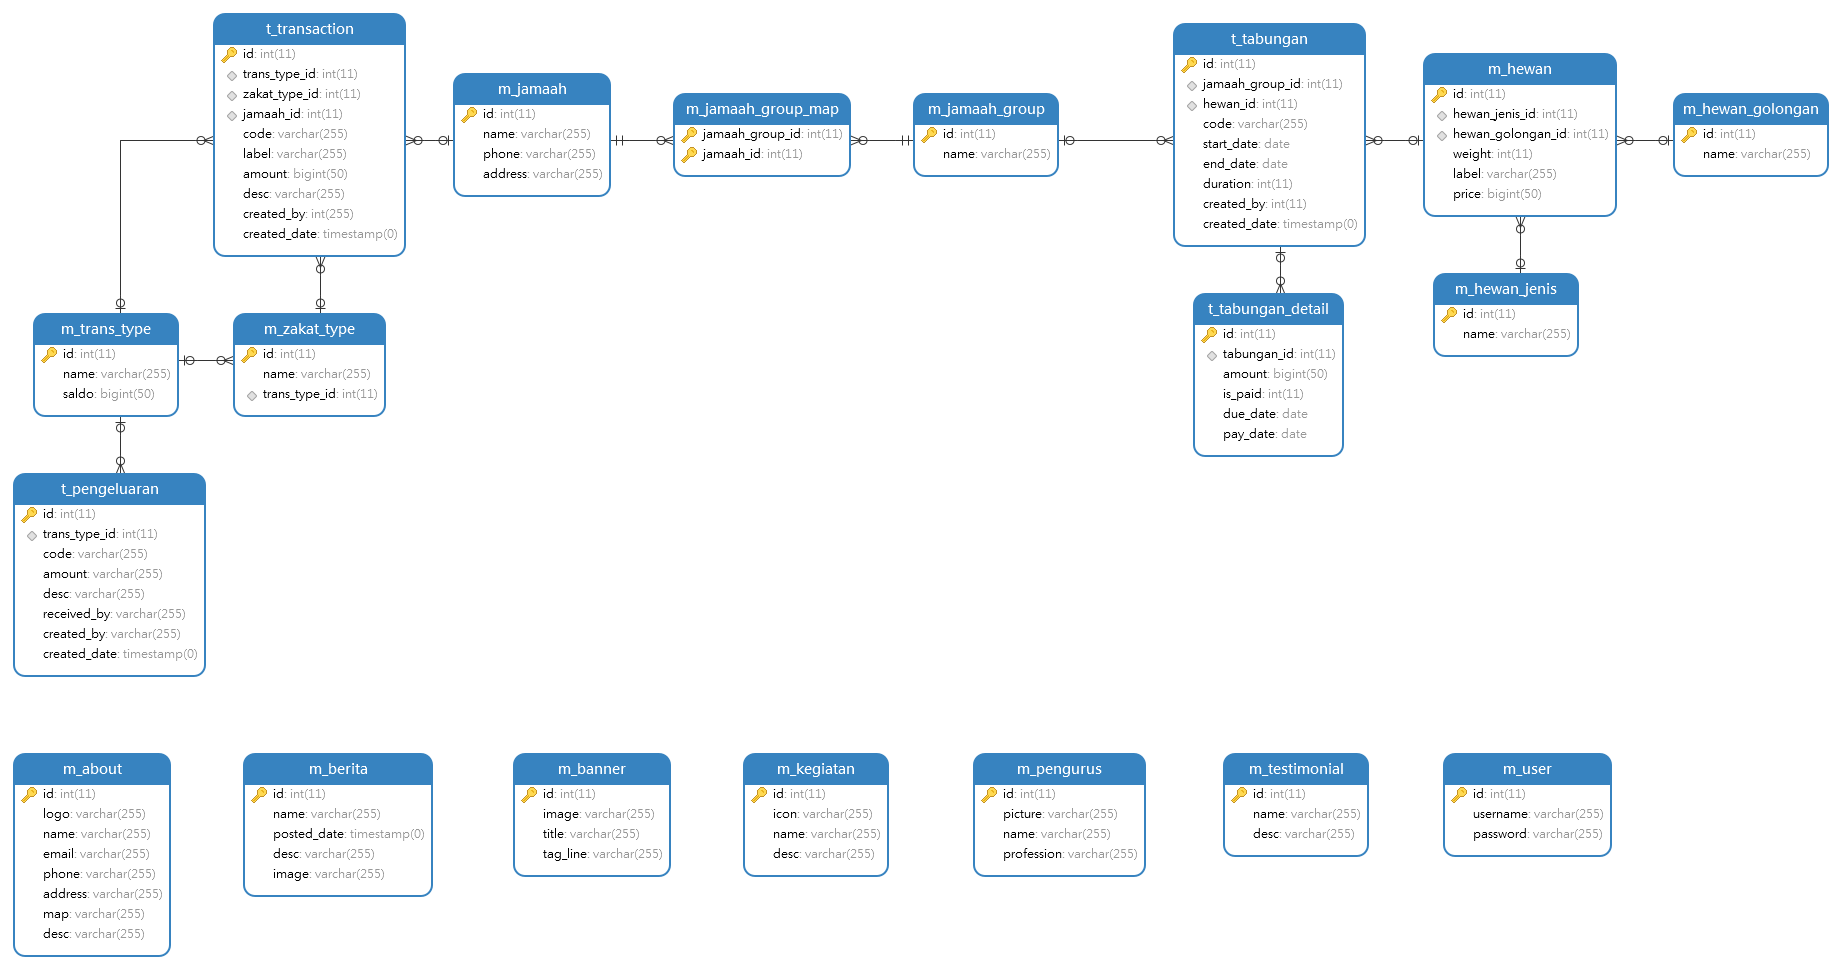 t_transaction
id: int(11)
trans_type_id: int(11)
zakat_type_id: int(11)
jamaah_id: int(11)
code: varchar(255)
label: varchar(255)
amount: bigint(50)
desc: varchar(255)
created_by: int(255)
created_date: timestamp(0)
m_jamaah
id: int(11)
name: varchar(255)
phone: varchar(255)
address: varchar(255)
m_jamaah_group_map
jamaah_group_id: int(11)
jamaah_id: int(11)
m_jamaah_group
id: int(11)
name: varchar(255)
t_tabungan
id: int(11)
jamaah_group_id: int(11)
hewan_id: int(11)
code: varchar(255)
start_date: date
end_date: date
duration: int(11)
created_by: int(11)
created_date: timestamp(0)
m_hewan
id: int(11)
hewan_jenis_id: int(11)
hewan_golongan_id: int(11)
weight: int(11)
label: varchar(255)
price: bigint(50)
m_hewan_golongan
id: int(11)
name: varchar(255)
m_trans_type
id: int(11)
name: varchar(255)
saldo: bigint(50)
m_zakat_type
id: int(11)
name: varchar(255)
trans_type_id: int(11)
t_tabungan_detail
id: int(11)
tabungan_id: int(11)
amount: bigint(50)
is_paid: int(11)
due_date: date
pay_date: date
m_hewan_jenis
id: int(11)
name: varchar(255)
t_pengeluaran
id: int(11)
trans_type_id: int(11)
code: varchar(255)
amount: varchar(255)
desc: varchar(255)
received_by: varchar(255)
created_by: varchar(255)
created_date: timestamp(0)
m_about
id: int(11)
logo: varchar(255)
name: varchar(255)
email: varchar(255)
phone: varchar(255)
address: varchar(255)
map: varchar(255)
desc: varchar(255)
m_berita
id: int(11)
name: varchar(255)
posted_date: timestamp(0)
desc: varchar(255)
image: varchar(255)
m_banner
id: int(11)
image: varchar(255)
title: varchar(255)
tag_line: varchar(255)
m_kegiatan
id: int(11)
icon: varchar(255)
name: varchar(255)
desc: varchar(255)
m_pengurus
id: int(11)
picture: varchar(255)
name: varchar(255)
profession: varchar(255)
m_testimonial
id: int(11)
name: varchar(255)
desc: varchar(255)
m_user
id: int(11)
username: varchar(255)
password: varchar(255)